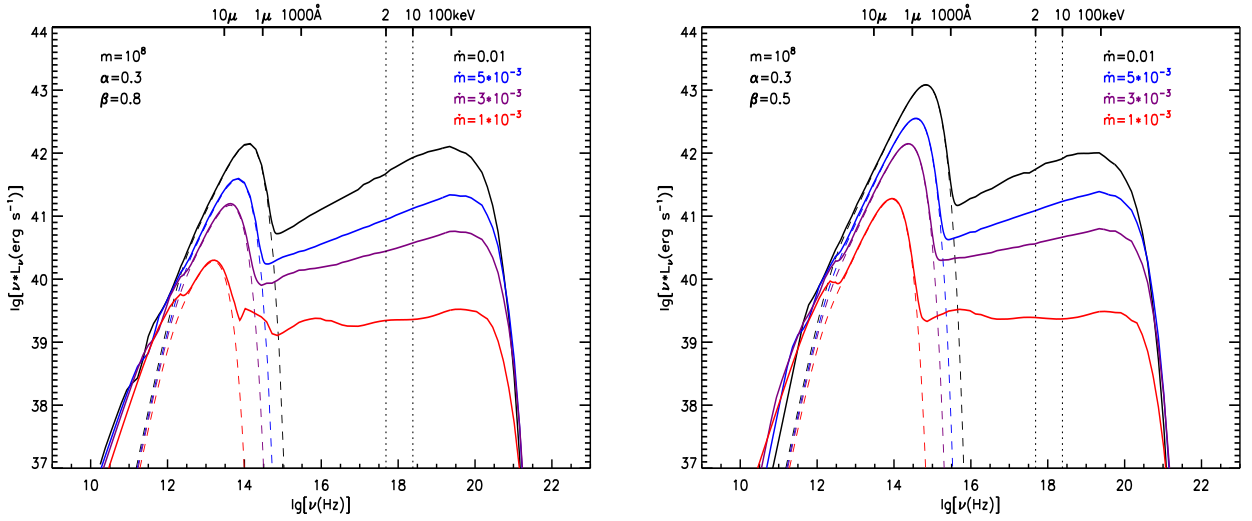 10μ 1μ 1000Å 2 10 100keV
44
43
42
41
40
39
38
37
lg[ν*Lν(erg s⁻¹)]
m=10⁸
α=0.3
β=0.8
ṁ=0.01
ṁ=5*10⁻³
ṁ=3*10⁻³
ṁ=1*10⁻³
10 12 14 16 18 20 22
lg[ν(Hz)]
10μ 1μ 1000Å 2 10 100keV
44
43
42
41
40
39
38
37
lg[ν*Lν(erg s⁻¹)]
m=10⁸
α=0.3
β=0.5
ṁ=0.01
ṁ=5*10⁻³
ṁ=3*10⁻³
ṁ=1*10⁻³
10 12 14 16 18 20 22
lg[ν(Hz)]